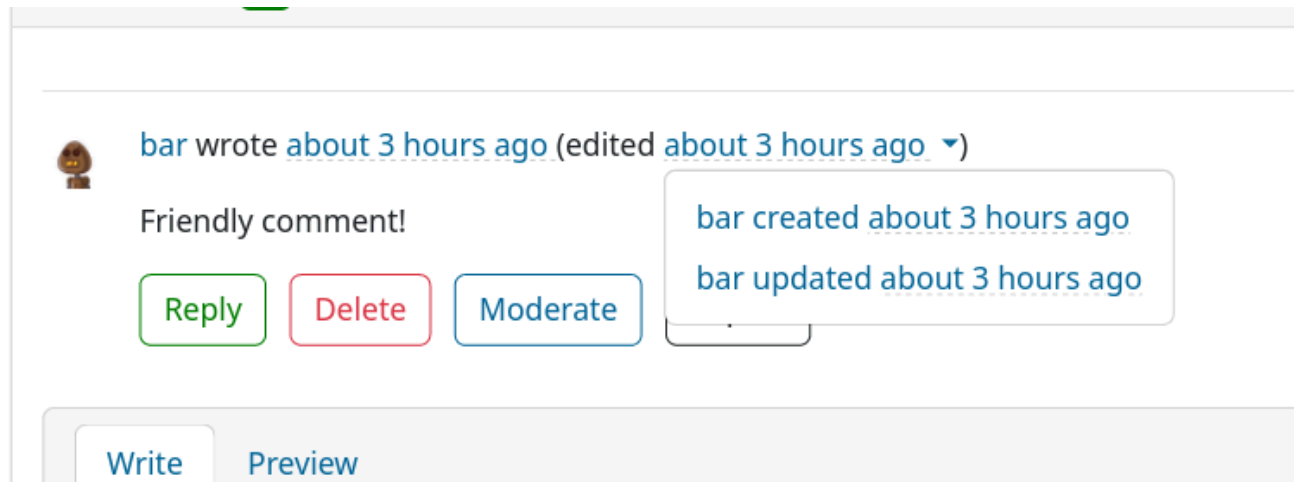 bar wrote about 3 hours ago (edited about 3 hours ago )
bar created about 3 hours ago
Friendly comment!
bar updated about 3 hours ago
Reply Delete Moderate
Write Preview